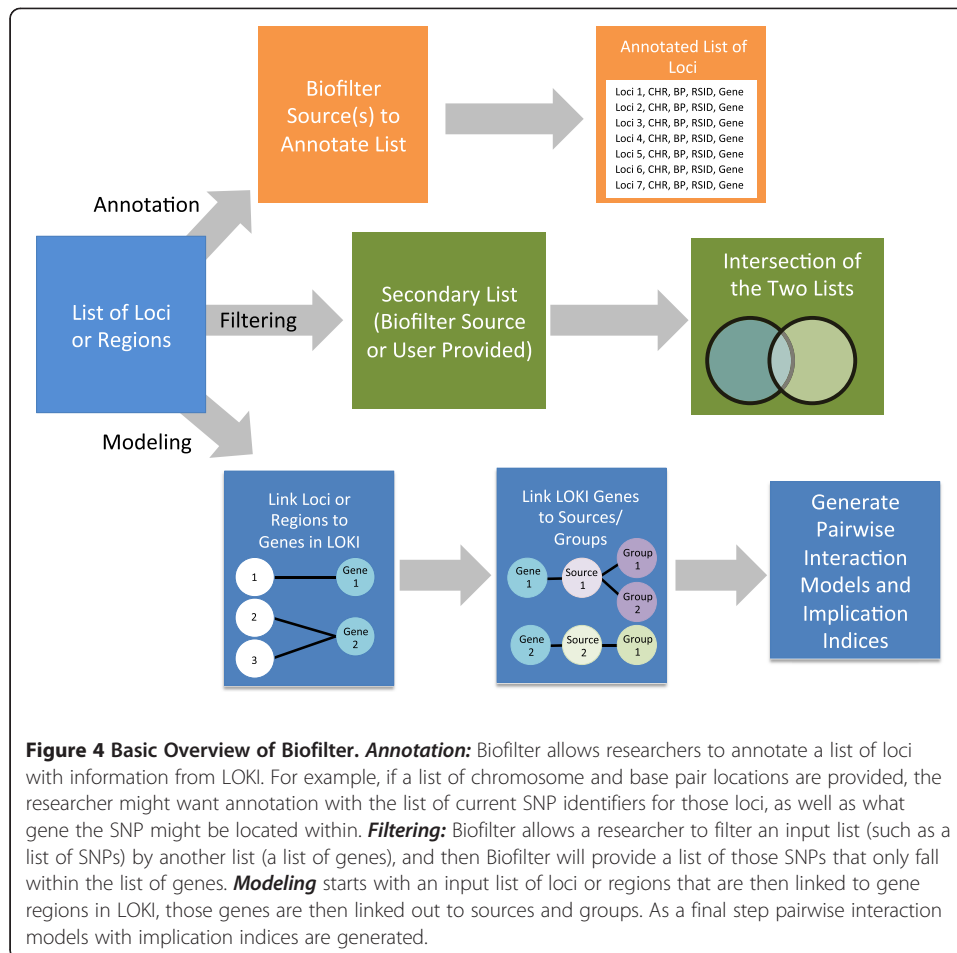 Biofilter
Source(s) to
Annotate List
Annotated List of
Loci
Loci 1, CHR, BP, RSID, Gene
Loci 2, CHR, BP, RSID, Gene
Loci 3, CHR, BP, RSID, Gene
Loci 4, CHR, BP, RSID, Gene
Loci 5, CHR, BP, RSID, Gene
Loci 6, CHR, BP, RSID, Gene
Loci 7, CHR, BP, RSID, Gene
Annotation
List of Loci
or Regions
Filtering
Secondary List
(Biofilter Source
or User Provided)
Intersection of
the Two Lists
Modeling
Link Loci or
Regions to
Genes in LOKI
1
2
3
Gene
1
Gene
2
Link LOKI Genes
to Sources/
Groups
Gene
1
Source
1
Group
1
Group
2
Gene
2
Source
2
Group
1
Generate
Pairwise
Interaction
Models and
Implication
Indices
Figure 4 Basic Overview of Biofilter. Annotation: Biofilter allows researchers to annotate a list of loci
with information from LOKI. For example, if a list of chromosome and base pair locations are provided, the
researcher might want annotation with the list of current SNP identifiers for those loci, as well as what
gene the SNP might be located within. Filtering: Biofilter allows a researcher to filter an input list (such as a
list of SNPs) by another list (a list of genes), and then Biofilter will provide a list of those SNPs that only fall
within the list of genes. Modeling starts with an input list of loci or regions that are then linked to gene
regions in LOKI, those genes are then linked out to sources and groups. As a final step pairwise interaction
models with implication indices are generated.